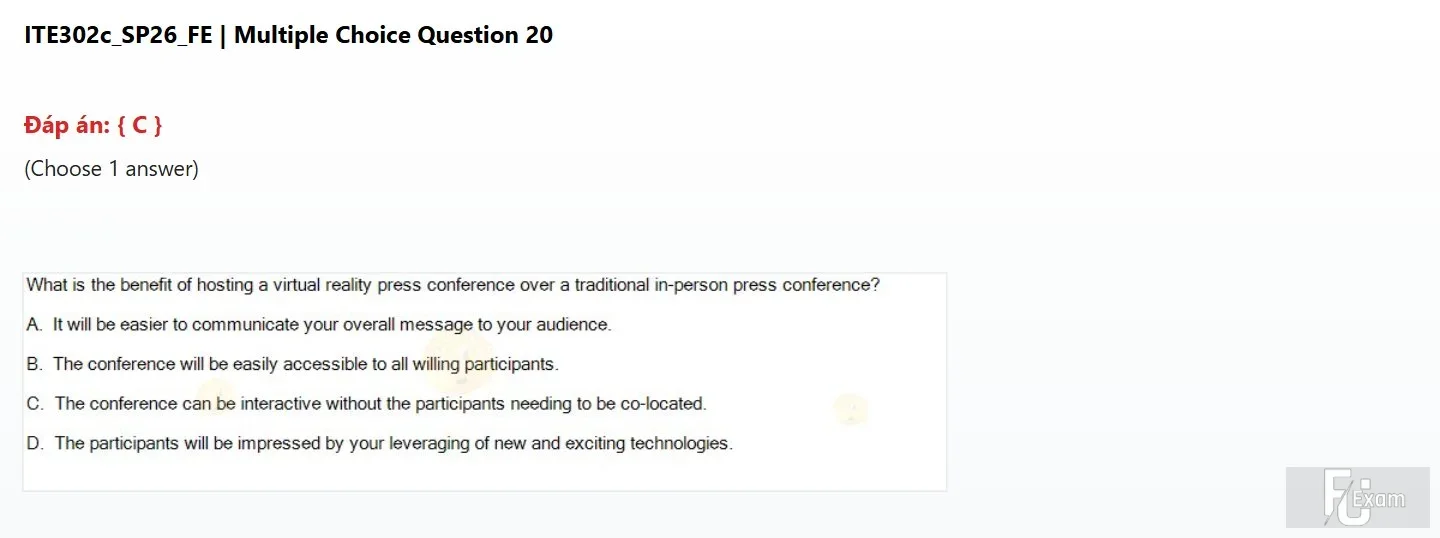 ITE302c_SP26_FE | Multiple Choice Question 20
Đáp án: { C }
(Choose 1 answer)
What is the benefit of hosting a virtual reality press conference over a traditional in-person press conference?
A. It will be easier to communicate your overall message to your audience.
B. The conference will be easily accessible to all willing participants.
C. The conference can be interactive without the participants needing to be co-located.
D. The participants will be impressed by your leveraging of new and exciting technologies.
FU Exam